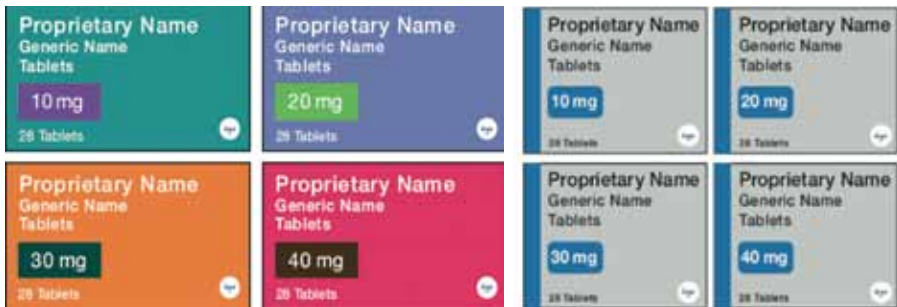 Proprietary Name
Generic Name
Tablets
10 mg
28 Tablets
Proprietary Name
Generic Name
Tablets
20 mg
28 Tablets
Proprietary Name
Generic Name
Tablets
10 mg
28 Tablets
Proprietary Name
Generic Name
Tablets
20 mg
28 Tablets
Proprietary Name
Generic Name
Tablets
30 mg
28 Tablets
Proprietary Name
Generic Name
Tablets
40 mg
28 Tablets
Proprietary Name
Generic Name
Tablets
30 mg
28 Tablets
Proprietary Name
Generic Name
Tablets
40 mg
28 Tablets